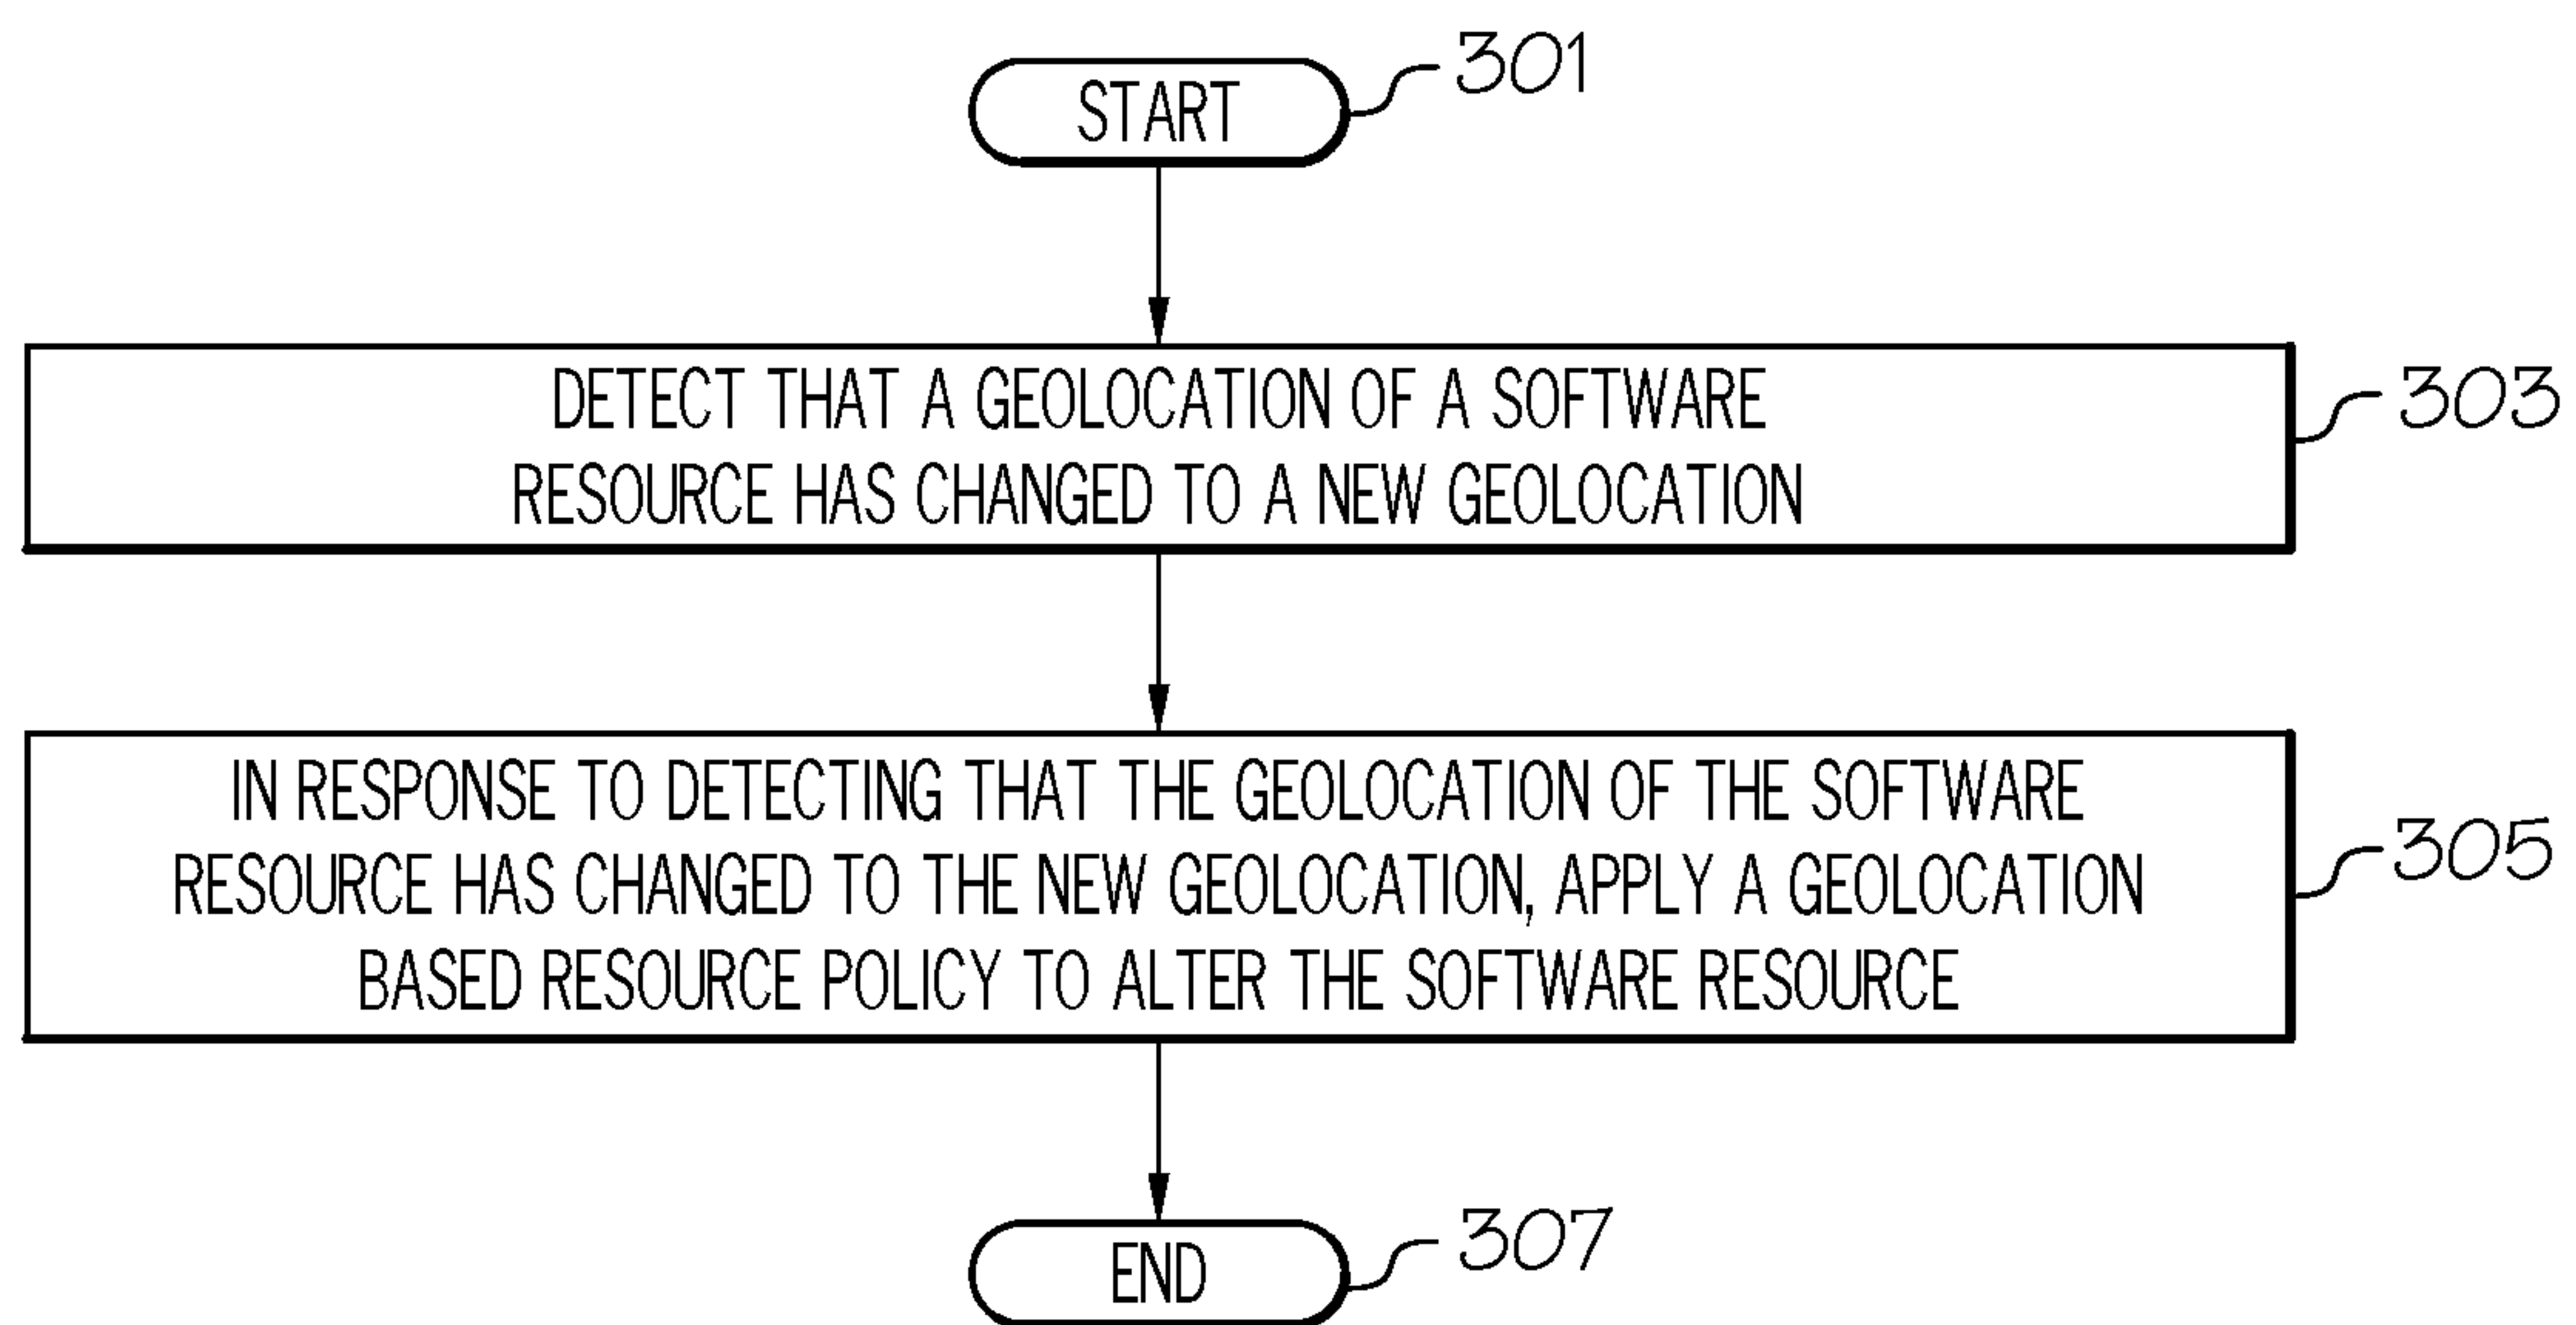 START
301
DETECT THAT A GEOLOCATION OF A SOFTWARE
RESOURCE HAS CHANGED TO A NEW GEOLOCATION
303
IN RESPONSE TO DETECTING THAT THE GEOLOCATION OF THE SOFTWARE
RESOURCE HAS CHANGED TO THE NEW GEOLOCATION, APPLY A GEOLOCATION
BASED RESOURCE POLICY TO ALTER THE SOFTWARE RESOURCE
305
END
307